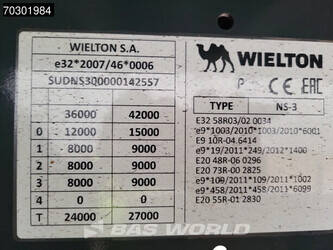 70301984
WIELTON S.A.
e32*2007/46*0006
SUDNS300000142557
36000 42000
0 12000 15000
1 8000 9000
2 8000 9000
3 8000 9000
4 0 0
T 24000 27000
WIELTON
P CE EAC
TYPE NS-3
E32 58R03/02 0034
e9*1003/2010*1003/2010*6001
E9 10R-04.6414
e9*19/2011*249/2012*1400
E20 48R-06 0296
E20 73R-00 2825
e9*109/2011*109/2011*1002
e9*458/2011*458/2013*6099
E20 55R-01 2830
BAS WORLD